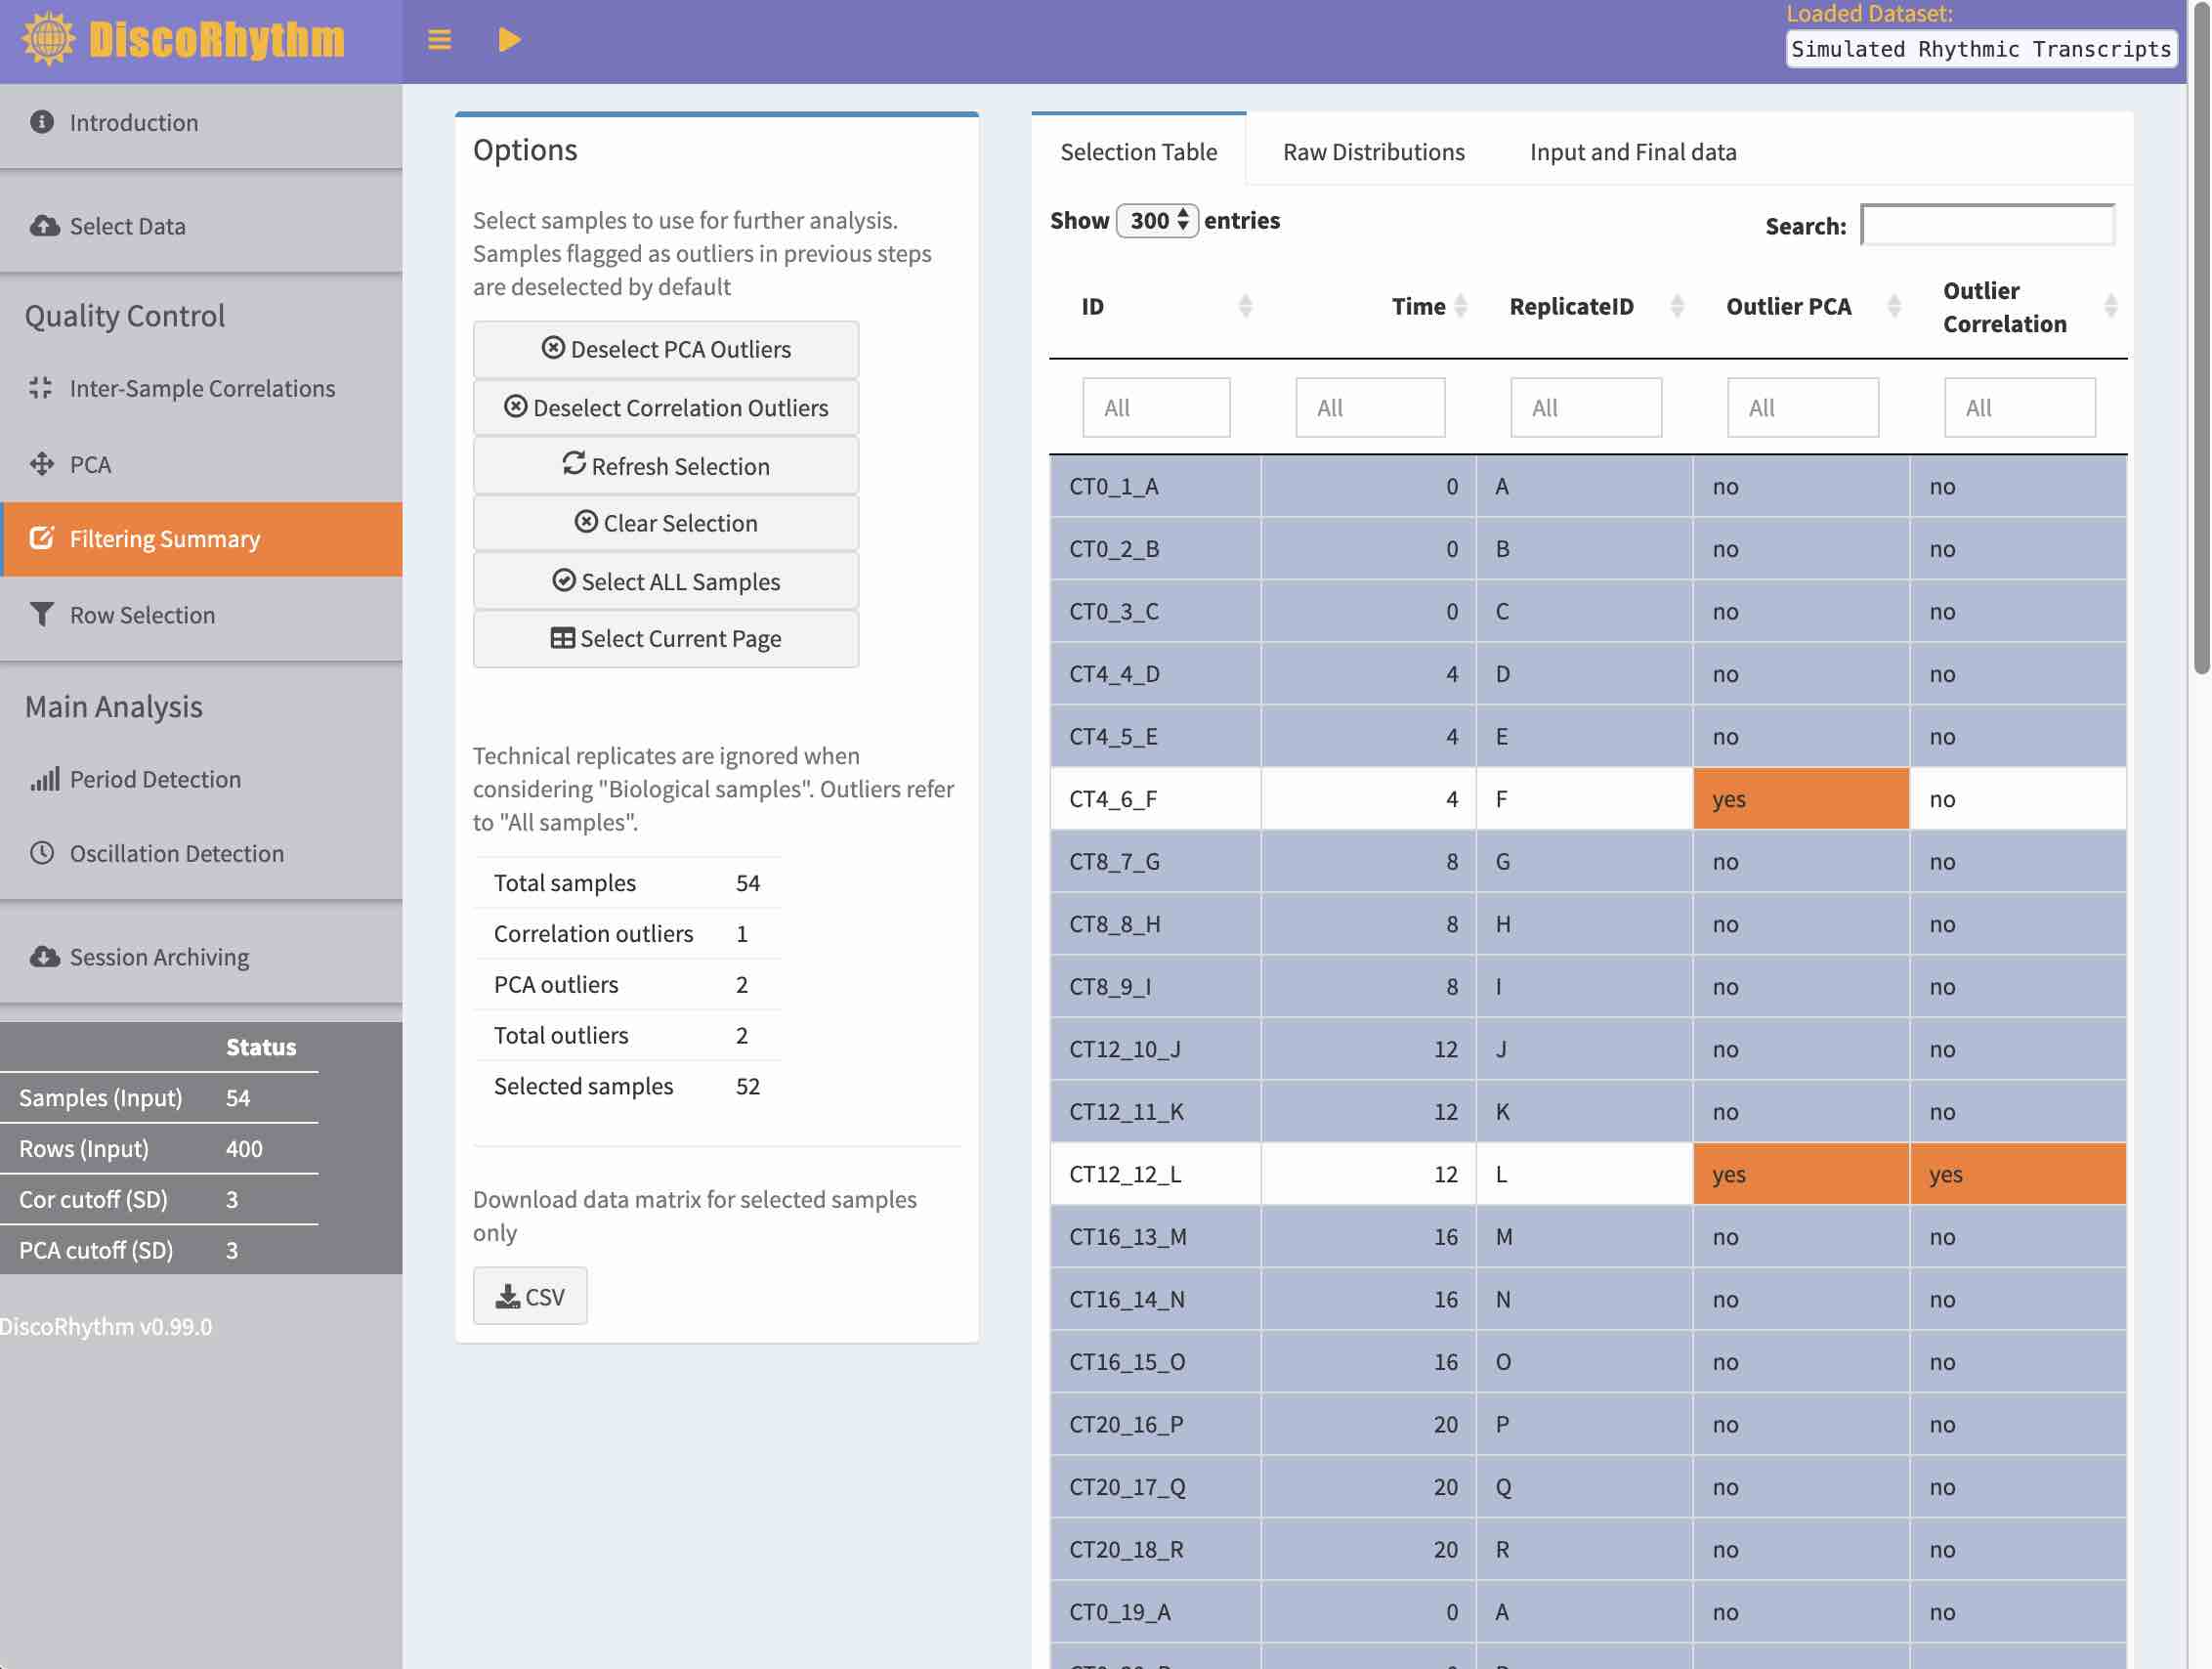 DiscoRhythm
Loaded Dataset:
Simulated Rhythmic Transcripts
Introduction
Select Data
Quality Control
Inter-Sample Correlations
PCA
Filtering Summary
Row Selection
Main Analysis
Period Detection
Oscillation Detection
Session Archiving
Status
Samples (Input) 54
Rows (Input) 400
Cor cutoff (SD) 3
PCA cutoff (SD) 3
DiscoRhythm v0.99.0
Options
Select samples to use for further analysis.
Samples flagged as outliers in previous steps
are deselected by default
Deselect PCA Outliers
Deselect Correlation Outliers
Refresh Selection
Clear Selection
Select ALL Samples
Select Current Page
Technical replicates are ignored when
considering "Biological samples". Outliers refer
to "All samples".
Total samples 54
Correlation outliers 1
PCA outliers 2
Total outliers 2
Selected samples 52
Download data matrix for selected samples
only
CSV
Selection Table Raw Distributions Input and Final data
Show 300 entries Search:
ID Time ReplicateID Outlier PCA Outlier
Correlation
All All All All All
CT0_1_A 0 A no no
CT0_2_B 0 B no no
CT0_3_C 0 C no no
CT4_4_D 4 D no no
CT4_5_E 4 E no no
CT4_6_F 4 F yes no
CT8_7_G 8 G no no
CT8_8_H 8 H no no
CT8_9_I 8 I no no
CT12_10_J 12 J no no
CT12_11_K 12 K no no
CT12_12_L 12 L yes yes
CT16_13_M 16 M no no
CT16_14_N 16 N no no
CT16_15_O 16 O no no
CT20_16_P 20 P no no
CT20_17_Q 20 Q no no
CT20_18_R 20 R no no
CT0_19_A 0 A no no